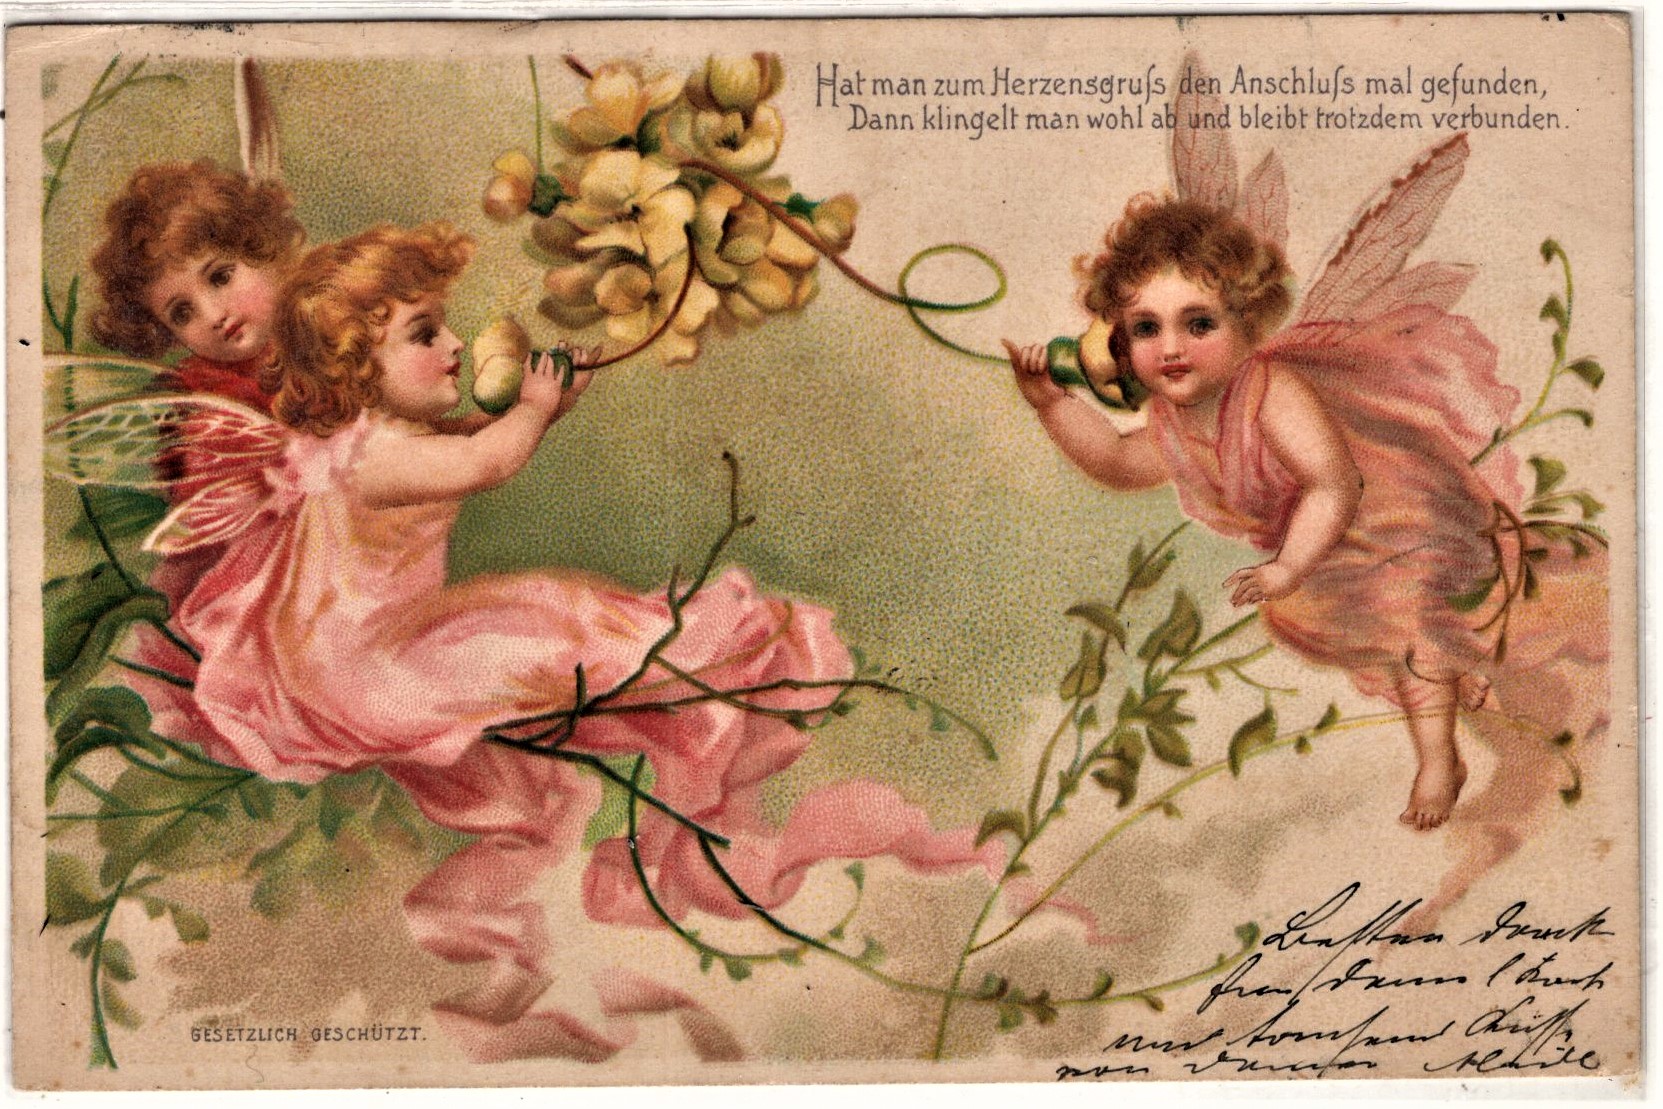 Hat man zum Herzensgruſs den Anschluſs mal gefunden,
Dann klingelt man wohl ab und bleibt trotzdem verbunden.
GESETZLICH GESCHÜTZT.
Besten Dank
und tausend Küsse
von Deiner